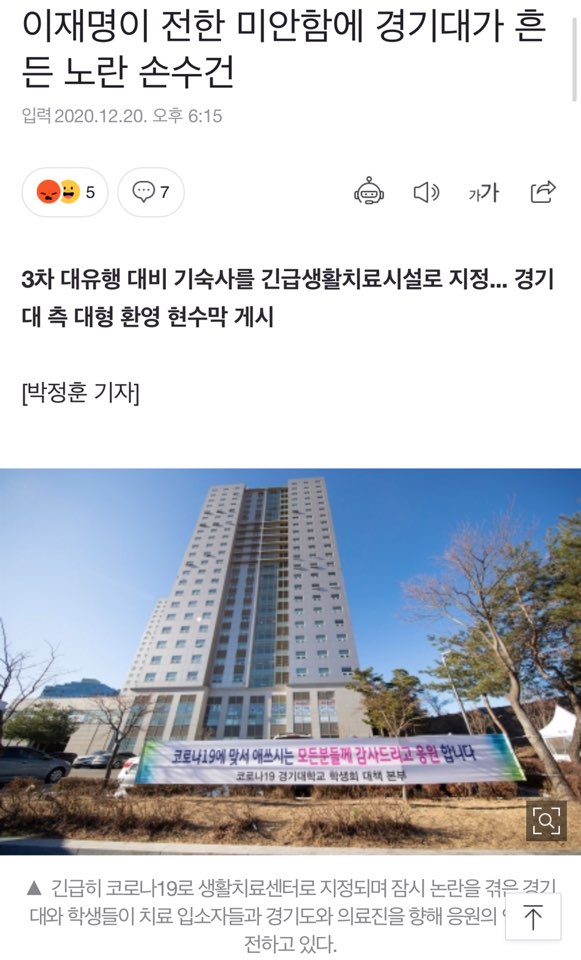 이재명이 전한 미안함에 경기대가 흔
든 노란 손수건
입력 2020.12.20. 오후 6:15
5
7
가가
3차 대유행 대비 기숙사를 긴급생활치료시설로 지정... 경기
대 측 대형 환영 현수막 게시
[박정훈 기자]
코로나19에 맞서 애쓰시는 모든분들께 감사드리고 응원합니다
코로나19 경기대학교 학생회 대책 본부
▲ 긴급히 코로나19로 생활치료센터로 지정되며 잠시 논란을 겪은 경기
대와 학생들이 치료 입소자들과 경기도와 의료진을 향해 응원의
전하고 있다.